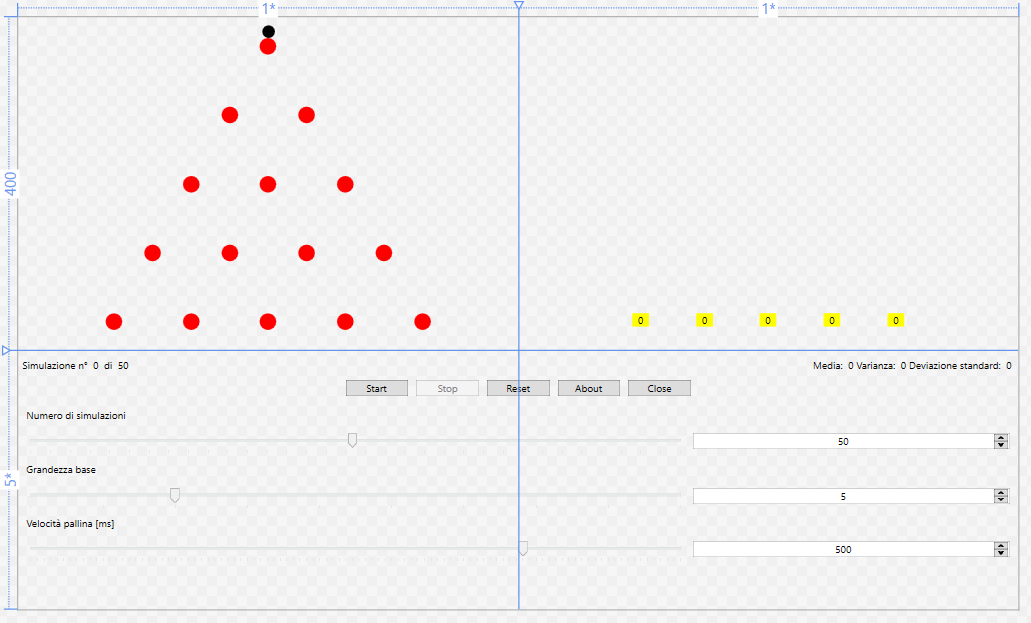 1* 1*
400
0 0 0 0 0
Simulazione n° 0 di 50 Media: 0 Varianza: 0 Deviazione standard: 0
Start Stop Reset About Close
Numero di simulazioni
50
Grandezza base
5*
5
Velocità pallina [ms]
500